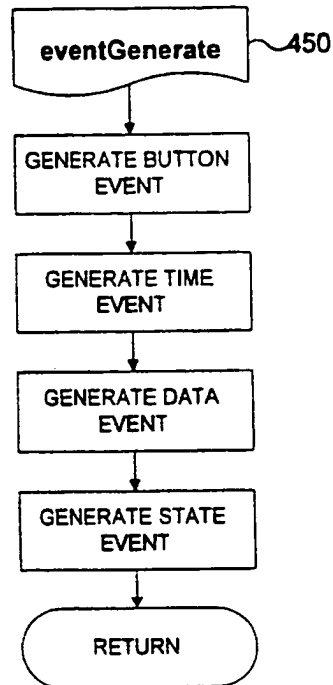 eventGenerate
450
GENERATE BUTTON
EVENT
GENERATE TIME
EVENT
GENERATE DATA
EVENT
GENERATE STATE
EVENT
RETURN